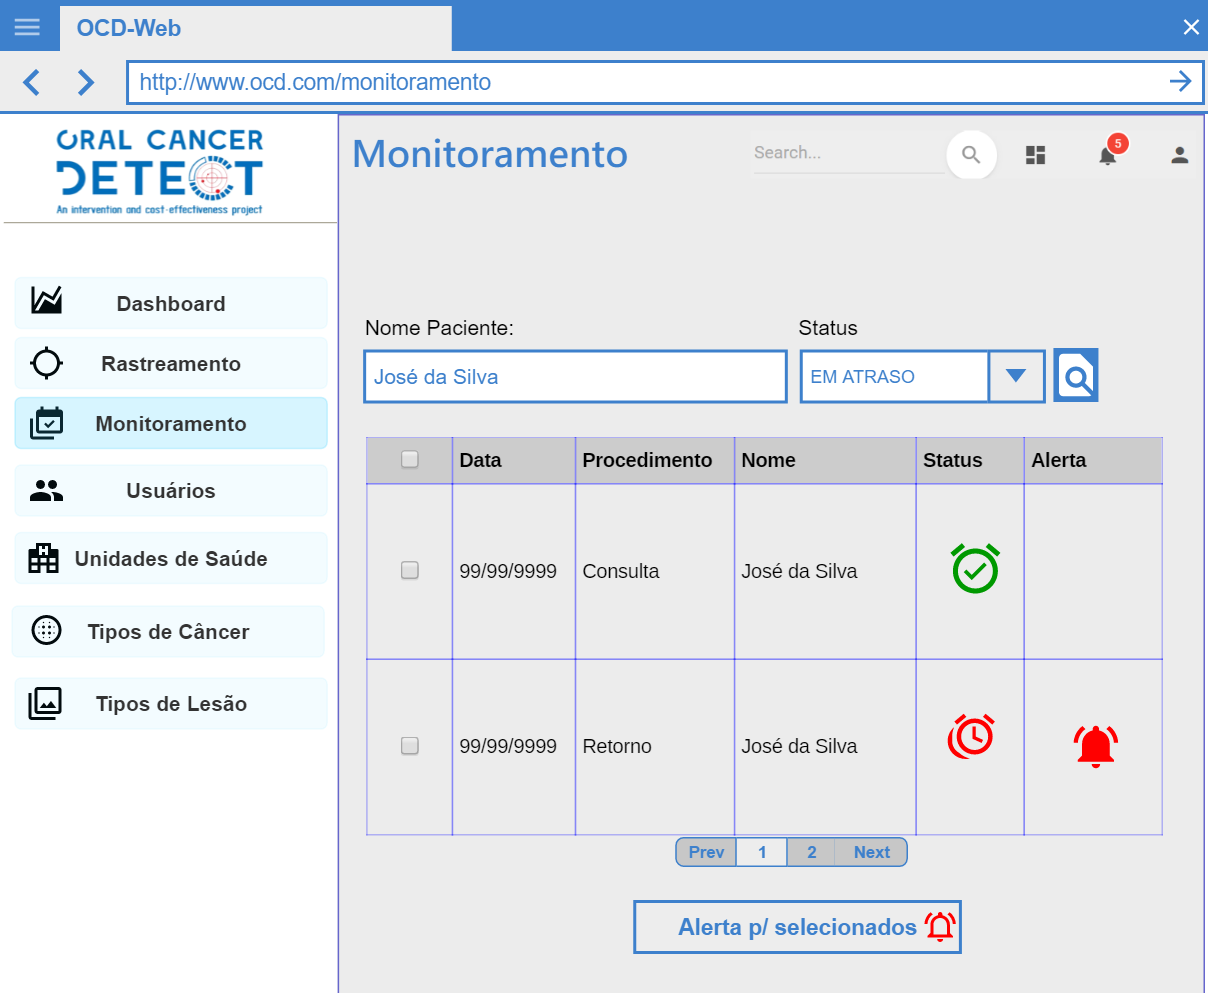 OCD-Web
http://www.ocd.com/monitoramento
ORAL CANCER
DETECT
An intervention and cost-effectiveness project
Monitoramento
Search...
5
Dashboard
Rastreamento
Monitoramento
Usuários
Unidades de Saúde
Tipos de Câncer
Tipos de Lesão
Nome Paciente: Status
José da Silva EM ATRASO
Data Procedimento Nome Status Alerta
99/99/9999 Consulta José da Silva
99/99/9999 Retorno José da Silva
Prev 1 2 Next
Alerta p/ selecionados